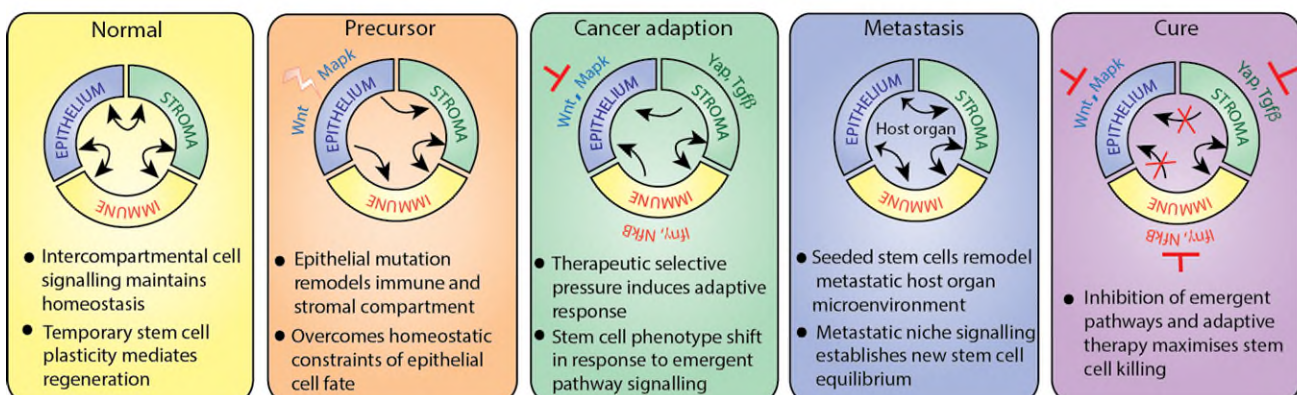 Normal
EPITHELIUM
STROMA
IMMUNE
● Intercompartmental cell
signalling maintains
homeostasis
● Temporary stem cell
plasticity mediates
regeneration
Precursor
Wnt
Mapk
EPITHELIUM
STROMA
IMMUNE
● Epithelial mutation
remodels immune and
stromal compartment
● Overcomes homeostatic
constraints of epithelial
cell fate
Cancer adaption
Wnt, Mapk
Yap, Tgfβ
EPITHELIUM
STROMA
IMMUNE
Ifnγ, NfkB
● Therapeutic selective
pressure induces adaptive
response
● Stem cell phenotype shift
in response to emergent
pathway signalling
Metastasis
EPITHELIUM
STROMA
Host organ
IMMUNE
● Seeded stem cells remodel
metastatic host organ
microenvironment
● Metastatic niche signalling
establishes new stem cell
equilibrium
Cure
Wnt, Mapk
Yap, Tgfβ
EPITHELIUM
STROMA
IMMUNE
Ifnγ, NfkB
● Inhibition of emergent
pathways and adaptive
therapy maximises stem
cell killing